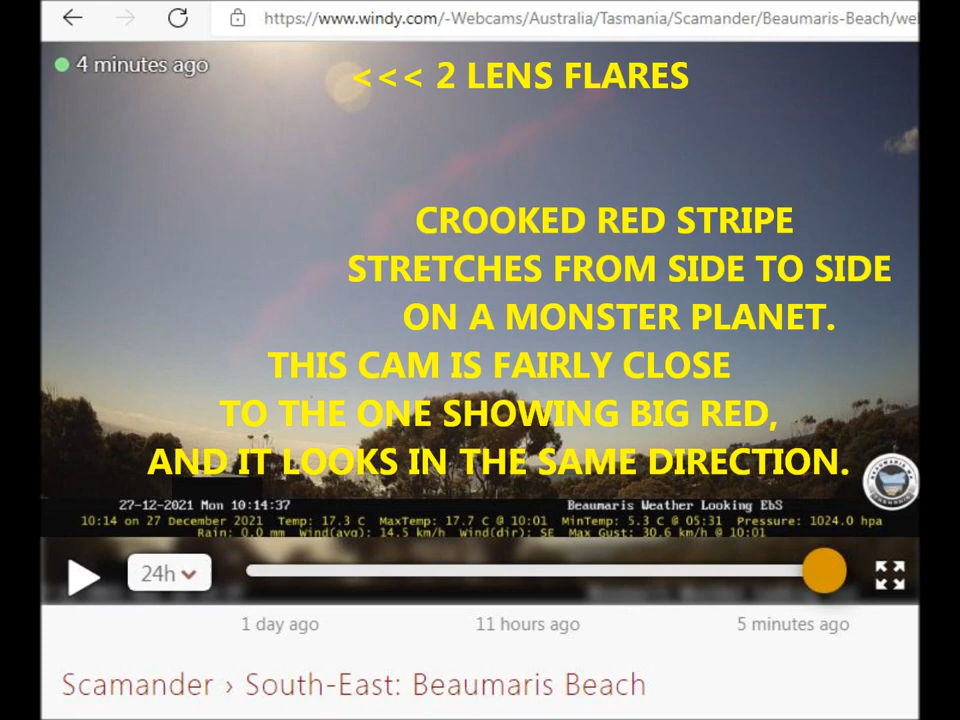 https://www.windy.com/-Webcams/Australia/Tasmania/Scamander/Beaumaris-Beach/we
4 minutes ago
<<< 2 LENS FLARES
CROOKED RED STRIPE
STRETCHES FROM SIDE TO SIDE
ON A MONSTER PLANET.
THIS CAM IS FAIRLY CLOSE
TO THE ONE SHOWING BIG RED,
AND IT LOOKS IN THE SAME DIRECTION.
27-12-2021 Mon 10:14:37 Beaumaris Weather Looking EbS
10:14 on 27 December 2021 Temp: 17.3 C MaxTemp: 17.7 C @ 10:01 MinTemp: 5.3 C @ 05:31 Pressure: 1024.0 hpa
Rain: 0.0 mm Wind(avg): 14.5 km/h Wind(dir): SE Max Gust: 30.6 km/h @ 10:01
24h
1 day ago 11 hours ago 5 minutes ago
Scamander › South-East: Beaumaris Beach